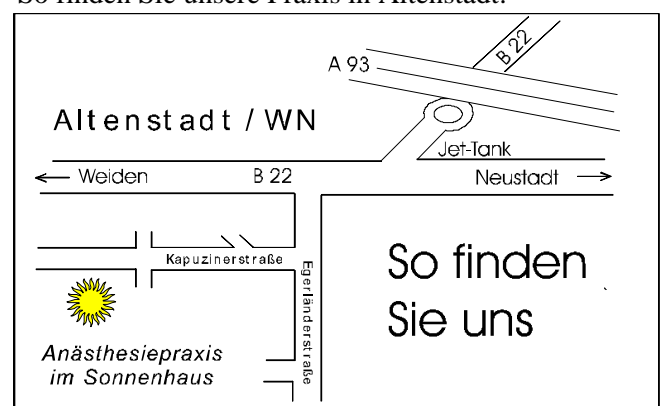 So finden Sie unsere Praxis in Altenstadt:
B 22
A 93
Altenstadt / WN
Jet-Tank
Weiden
B 22
Neustadt
Kapuzinerstraße
Egerländerstraße
So finden
Sie uns
Anästhesiepraxis
im Sonnenhaus